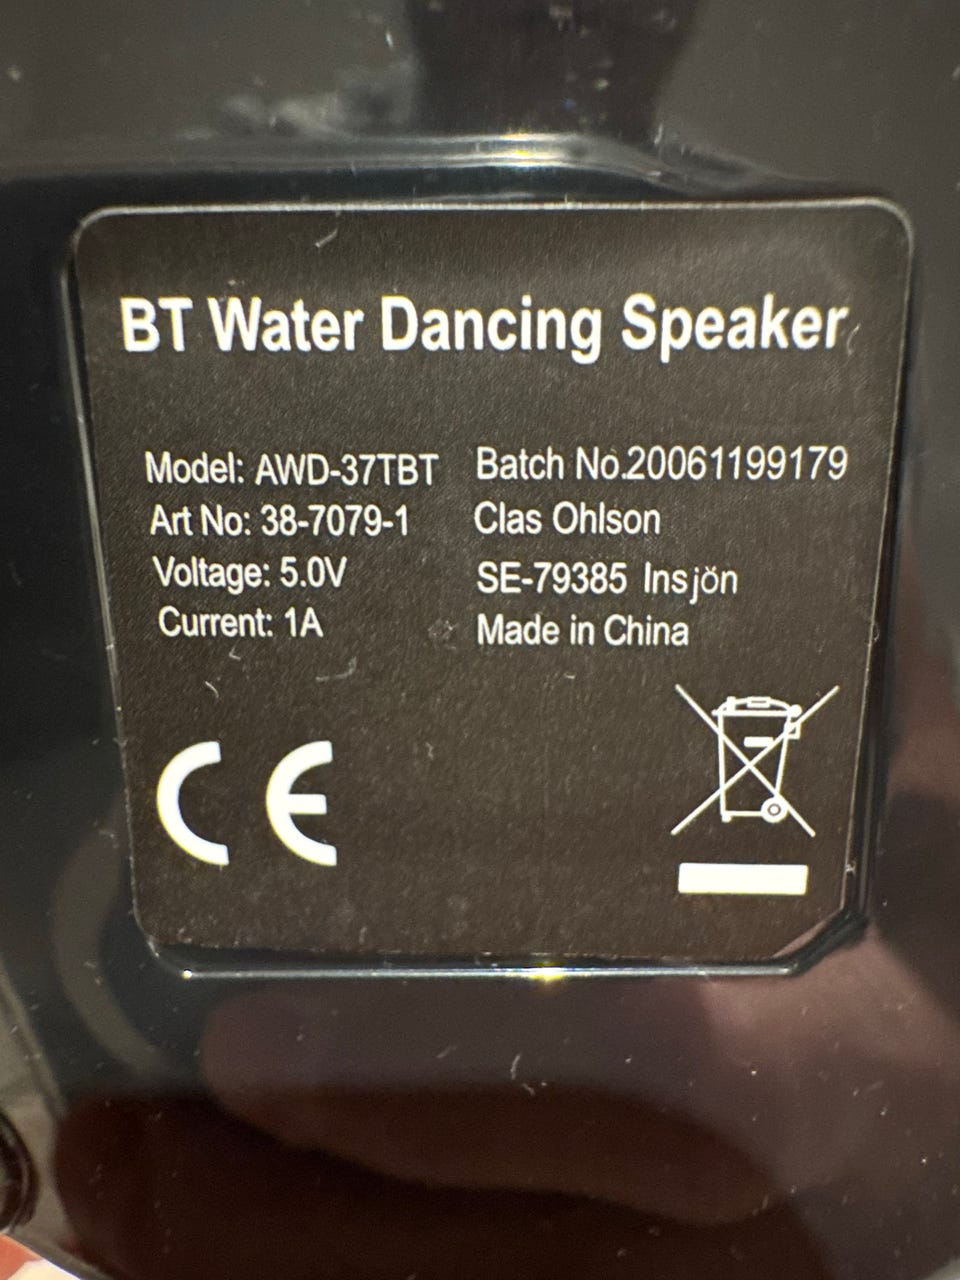 BT Water Dancing Speaker
Model: AWD-37TBT
Art No: 38-7079-1
Voltage: 5.0V
Current: 1A
Batch No.20061199179
Clas Ohlson
SE-79385 Insjön
Made in China
CE